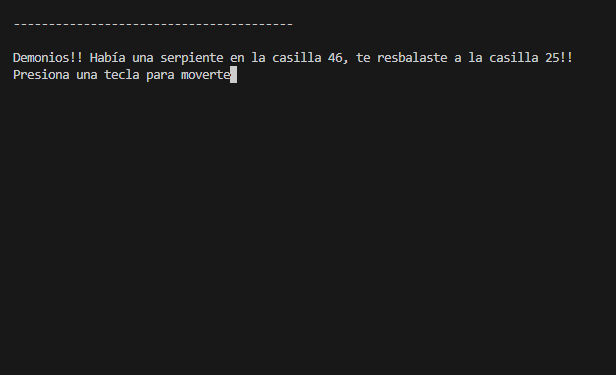 ----------------------------------------
Demonios!! Había una serpiente en la casilla 46, te resbalaste a la casilla 25!!
Presiona una tecla para moverte